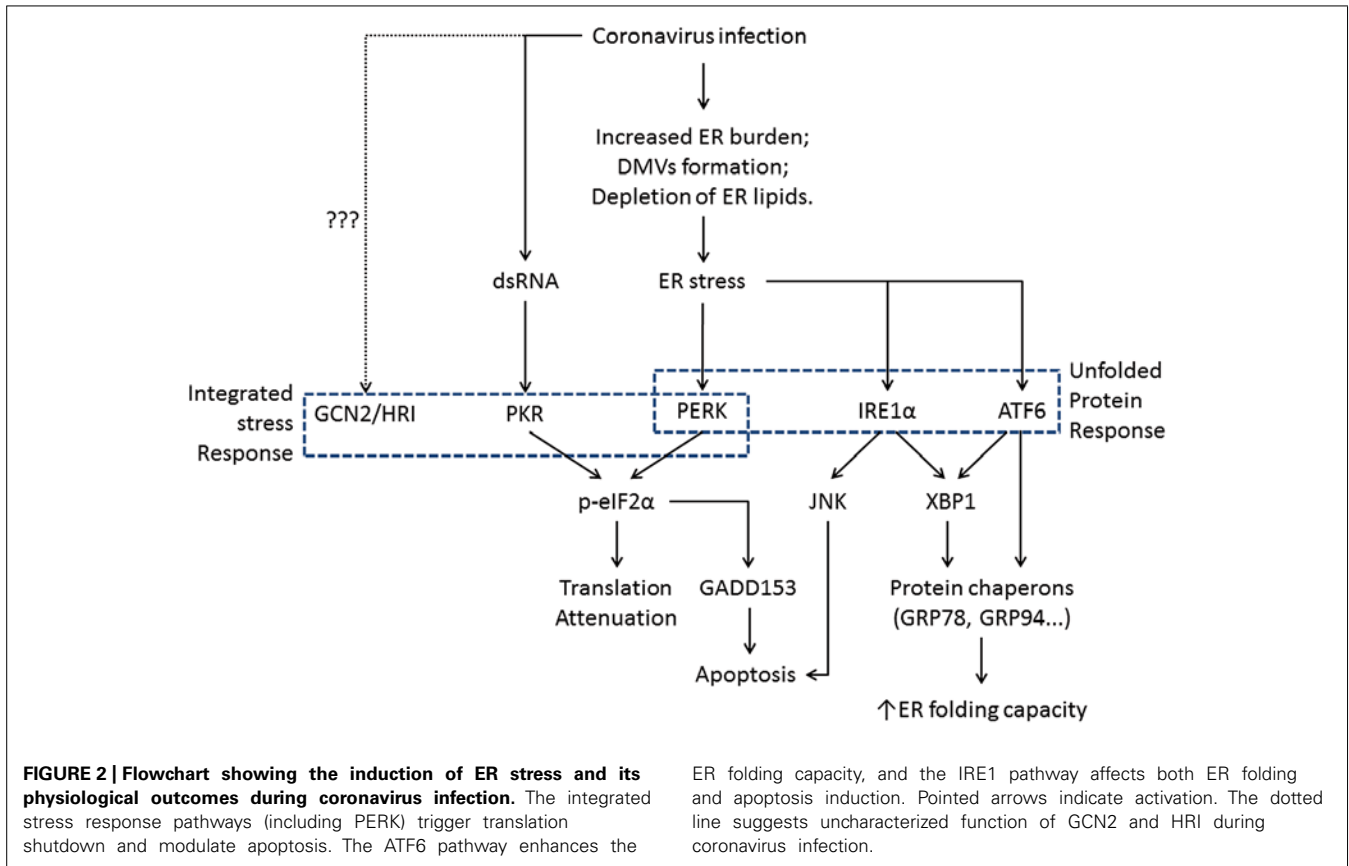 Coronavirus infection
Increased ER burden;
DMVs formation;
Depletion of ER lipids.
???
dsRNA
ER stress
Integrated
stress
Response
GCN2/HRI
PKR
PERK
IRE1α
ATF6
Unfolded
Protein
Response
p-eIF2α
JNK
XBP1
Translation
Attenuation
GADD153
Protein chaperons
(GRP78, GRP94...)
Apoptosis
↑ER folding capacity
FIGURE 2 | Flowchart showing the induction of ER stress and its
physiological outcomes during coronavirus infection. The integrated
stress response pathways (including PERK) trigger translation
shutdown and modulate apoptosis. The ATF6 pathway enhances the
ER folding capacity, and the IRE1 pathway affects both ER folding
and apoptosis induction. Pointed arrows indicate activation. The dotted
line suggests uncharacterized function of GCN2 and HRI during
coronavirus infection.